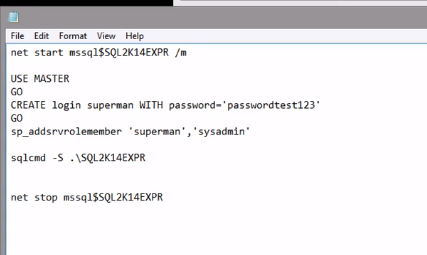 File Edit Format View Help
net start mssql$SQL2K14EXPR /m
USE MASTER
GO
CREATE login superman WITH password='passwordtest123'
GO
sp_addsrvrolemember 'superman','sysadmin'
sqlcmd -S .\SQL2K14EXPR
net stop mssql$SQL2K14EXPR